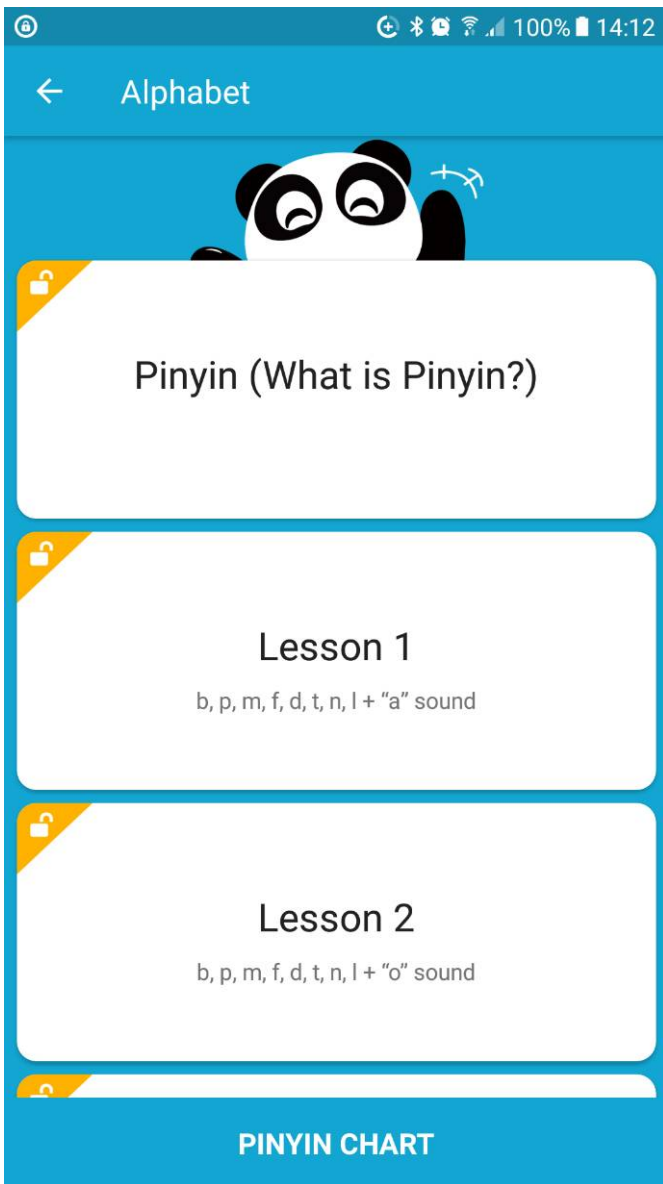 100% 14:12
Alphabet
Pinyin (What is Pinyin?)
Lesson 1
b, p, m, f, d, t, n, l + “a” sound
Lesson 2
b, p, m, f, d, t, n, l + “o” sound
PINYIN CHART